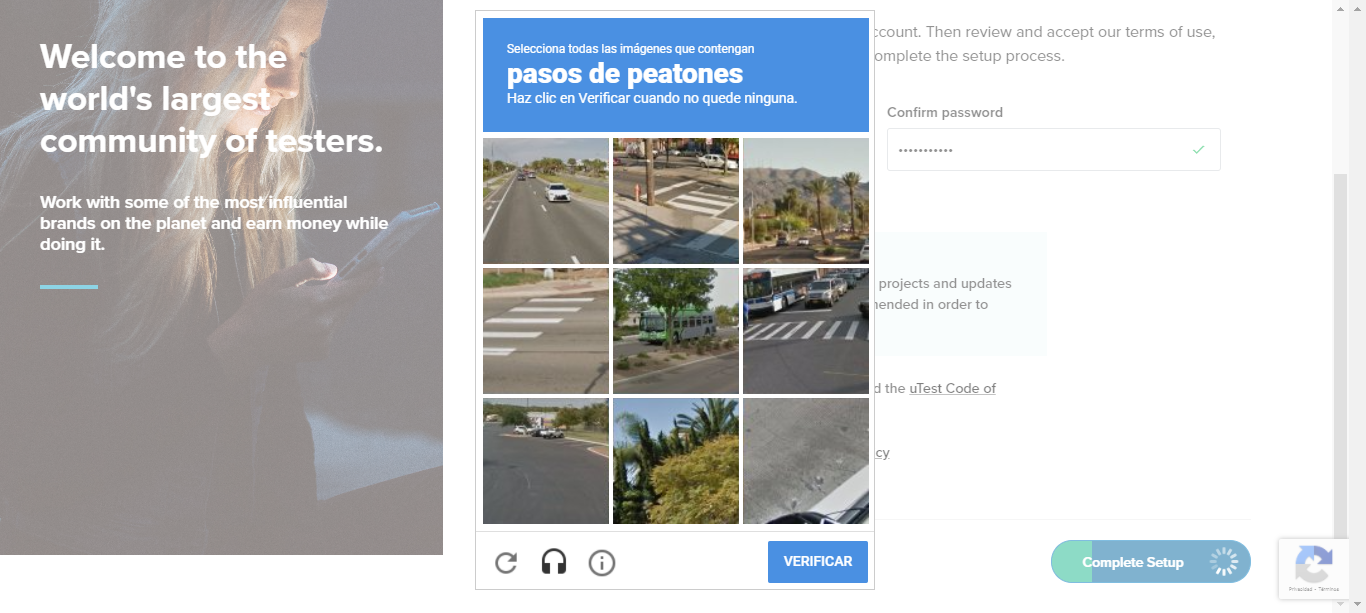 Welcome to the
world's largest
community of testers.
Work with some of the most influential
brands on the planet and earn money while
doing it.
Selecciona todas las imágenes que contengan
pasos de peatones
Haz clic en Verificar cuando no quede ninguna.
VERIFICAR
ccount. Then review and accept our terms of use,
omplete the setup process.
Confirm password
•••••••••••
projects and updates
nended in order to
d the uTest Code of
cy
Complete Setup
Privacidad - Términos